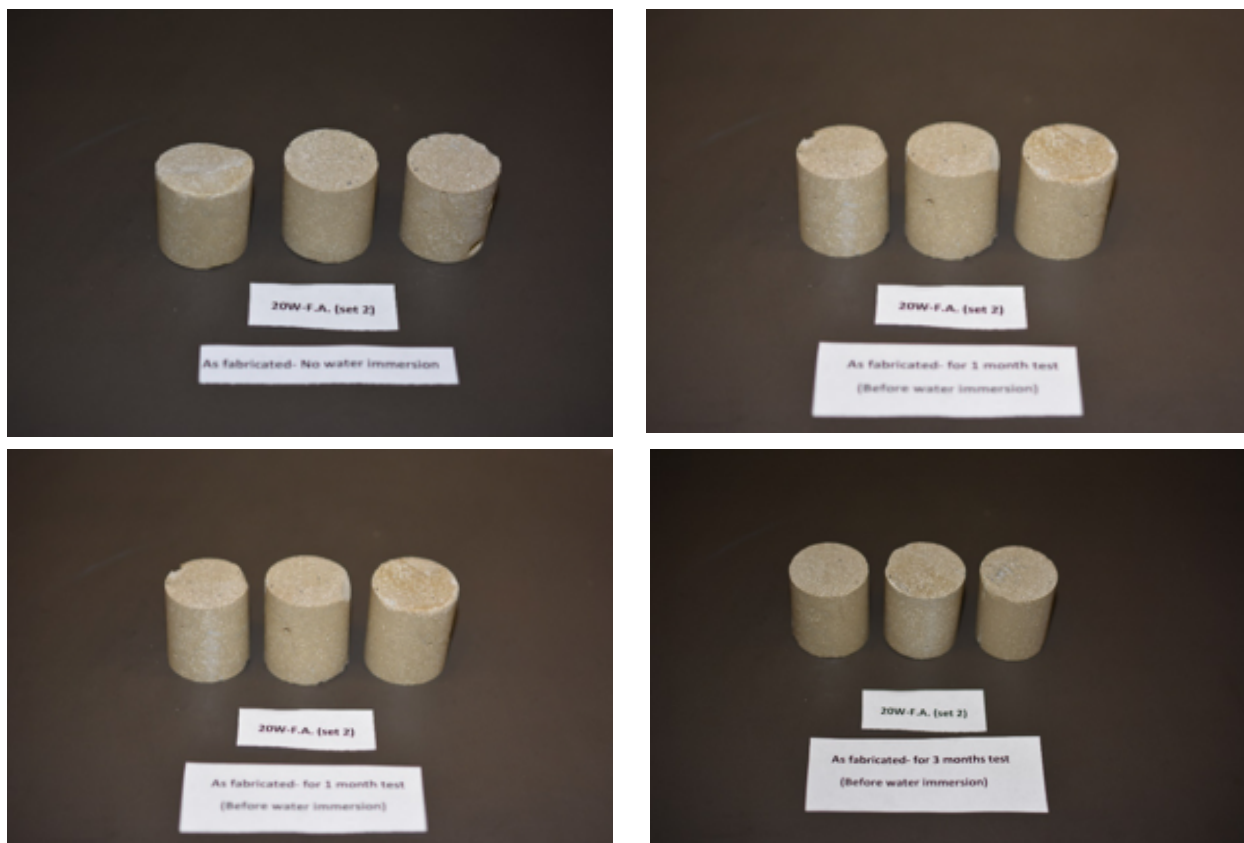 20W-F.A. (set 2)
As fabricated- No water immersion
20W-F.A. (set 2)
As fabricated- for 1 month test
(Before water immersion)
20W-F.A. (set 2)
As fabricated- for 1 month test
(Before water immersion)
20W-F.A. (set 2)
As fabricated- for 3 months test
(Before water immersion)